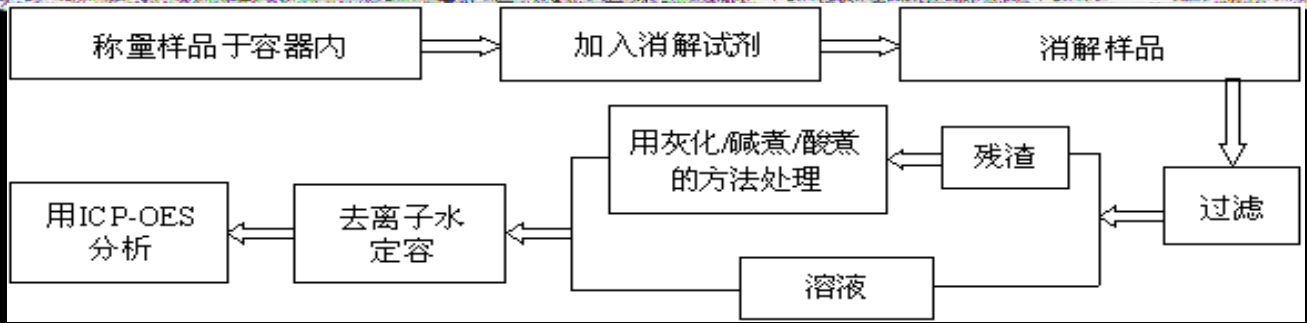 称量样品于容器内
加入消解试剂
消解样品
过滤
残渣
用灰化/碱煮/酸煮
的方法处理
溶液
去离子水
定容
用ICP-OES
分析